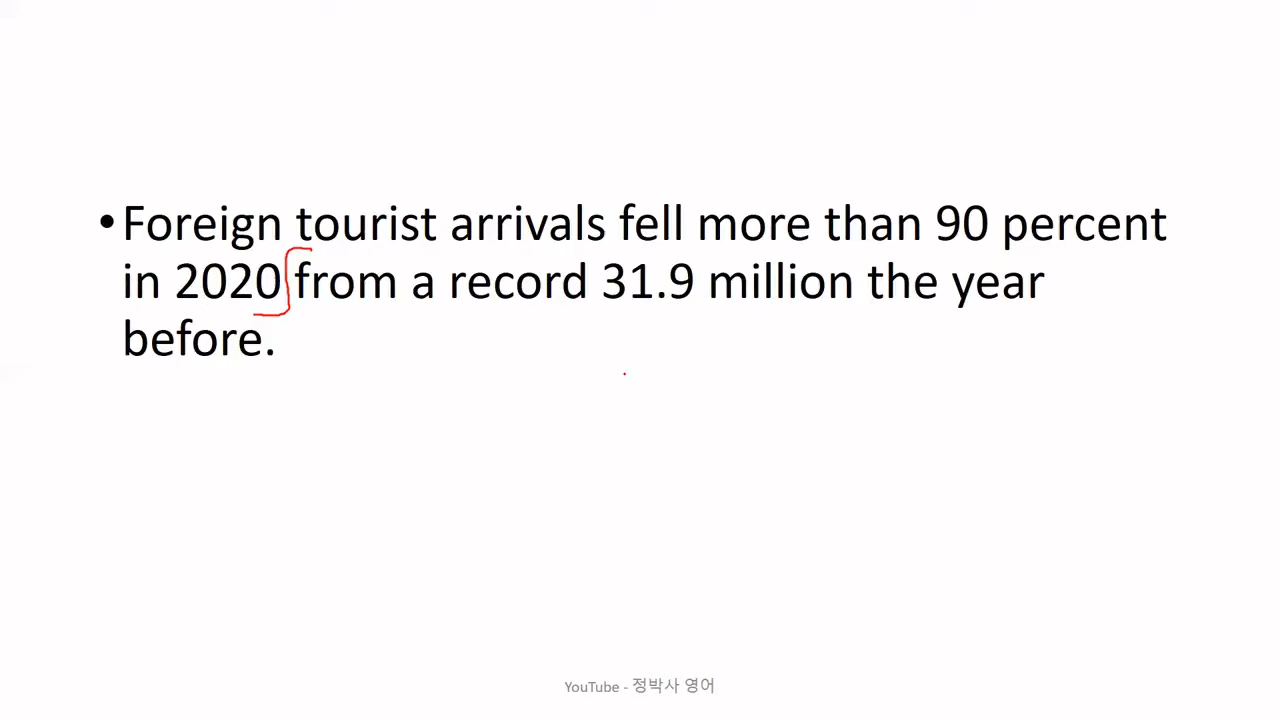 •Foreign tourist arrivals fell more than 90 percent
in 2020 from a record 31.9 million the year
before.
YouTube - 정박사 영어